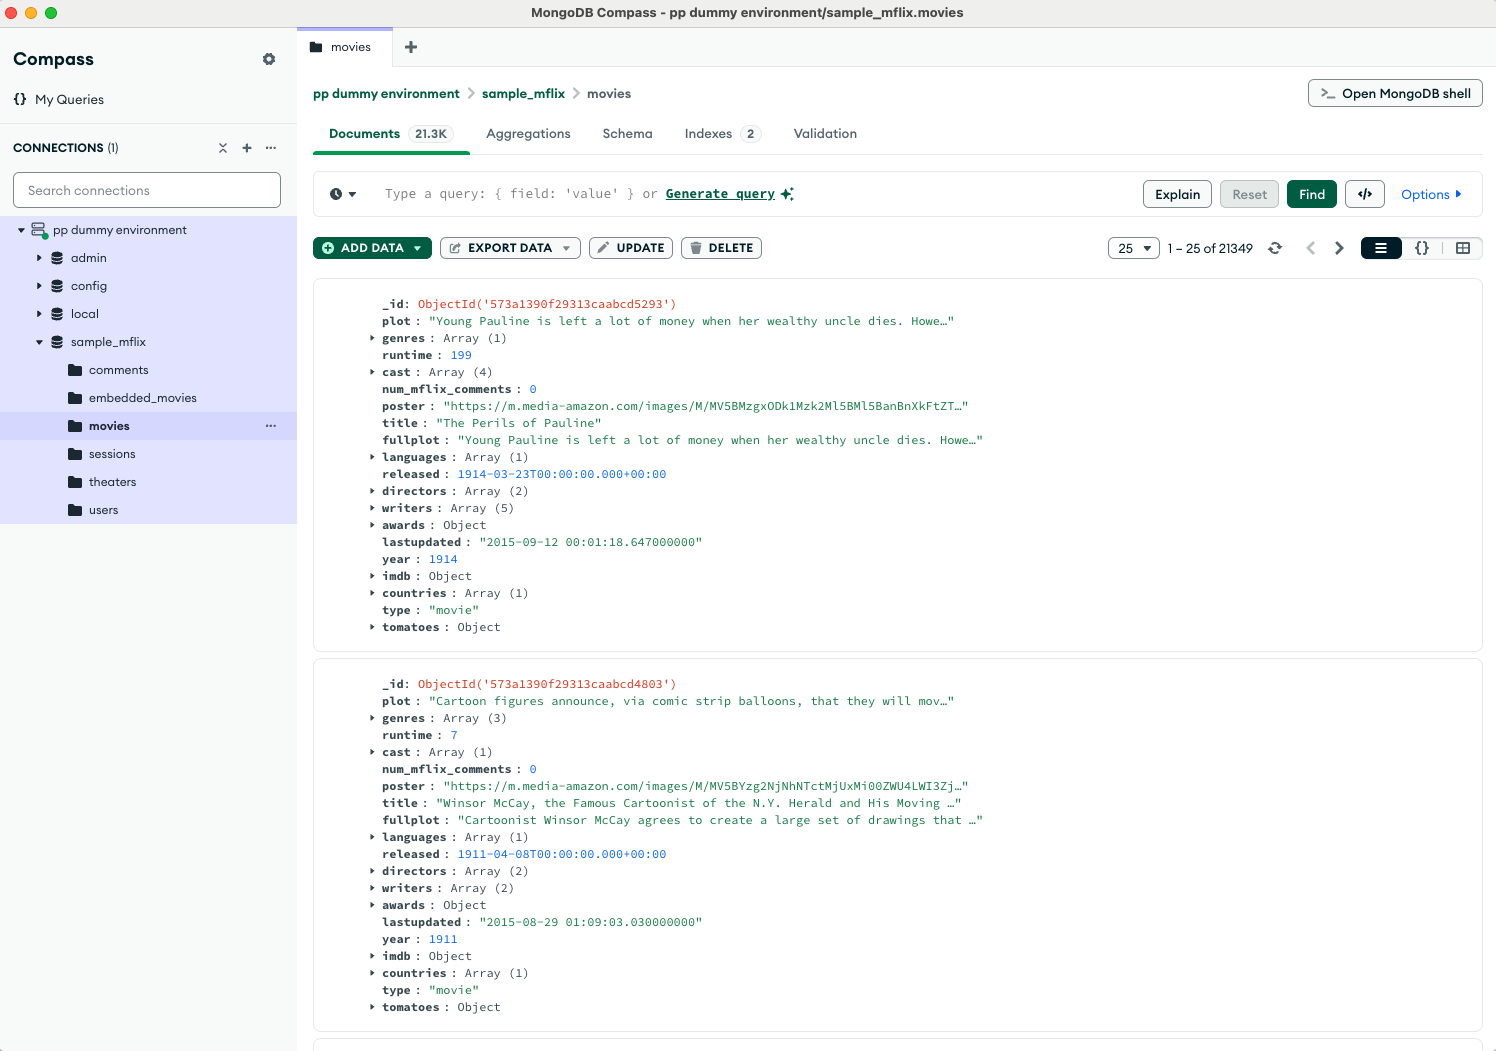 MongoDB Compass - pp dummy environment/sample_mflix.movies
Compass
My Queries
CONNECTIONS (1)
Search connections
pp dummy environment
admin
config
local
sample_mflix
comments
embedded_movies
movies
sessions
theaters
users
movies
pp dummy environment > sample_mflix > movies
>_ Open MongoDB shell
Documents 21.3K Aggregations Schema Indexes 2 Validation
Type a query: { field: 'value' } or Generate query
Explain Reset Find </> Options
ADD DATA EXPORT DATA UPDATE DELETE
25 1 – 25 of 21349 {}
_id: ObjectId('573a1390f29313caabcd5293')
plot : "Young Pauline is left a lot of money when her wealthy uncle dies. Howe…"
genres : Array (1)
runtime : 199
cast : Array (4)
num_mflix_comments : 0
poster : "https://m.media-amazon.com/images/M/MV5BMzgxODk1Mzk2Ml5BMl5BanBnXkFtZT…"
title : "The Perils of Pauline"
fullplot : "Young Pauline is left a lot of money when her wealthy uncle dies. Howe…"
languages : Array (1)
released : 1914-03-23T00:00:00.000+00:00
directors : Array (2)
writers : Array (5)
awards : Object
lastupdated : "2015-09-12 00:01:18.647000000"
year : 1914
imdb : Object
countries : Array (1)
type : "movie"
tomatoes : Object
_id: ObjectId('573a1390f29313caabcd4803')
plot : "Cartoon figures announce, via comic strip balloons, that they will mov…"
genres : Array (3)
runtime : 7
cast : Array (1)
num_mflix_comments : 0
poster : "https://m.media-amazon.com/images/M/MV5BYzg2NjNhNTctMjUxMi00ZWU4LWI3Zj…"
title : "Winsor McCay, the Famous Cartoonist of the N.Y. Herald and His Moving …"
fullplot : "Cartoonist Winsor McCay agrees to create a large set of drawings that …"
languages : Array (1)
released : 1911-04-08T00:00:00.000+00:00
directors : Array (2)
writers : Array (2)
awards : Object
lastupdated : "2015-08-29 01:09:03.030000000"
year : 1911
imdb : Object
countries : Array (1)
type : "movie"
tomatoes : Object